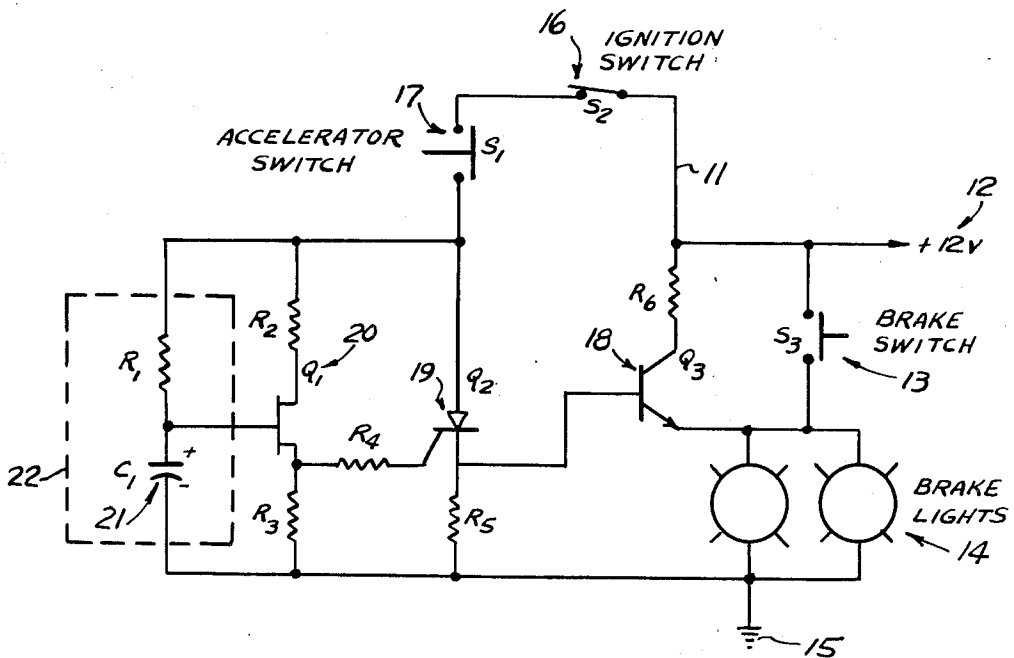 16
IGNITION
SWITCH
S2
17
ACCELERATOR
SWITCH
S1
11
12
+12V
R6
R2
R1
Q1
20
19
Q2
18
Q3
S3
BRAKE
SWITCH
13
R4
22
C1
+
-
21
R3
R5
BRAKE
LIGHTS
14
15